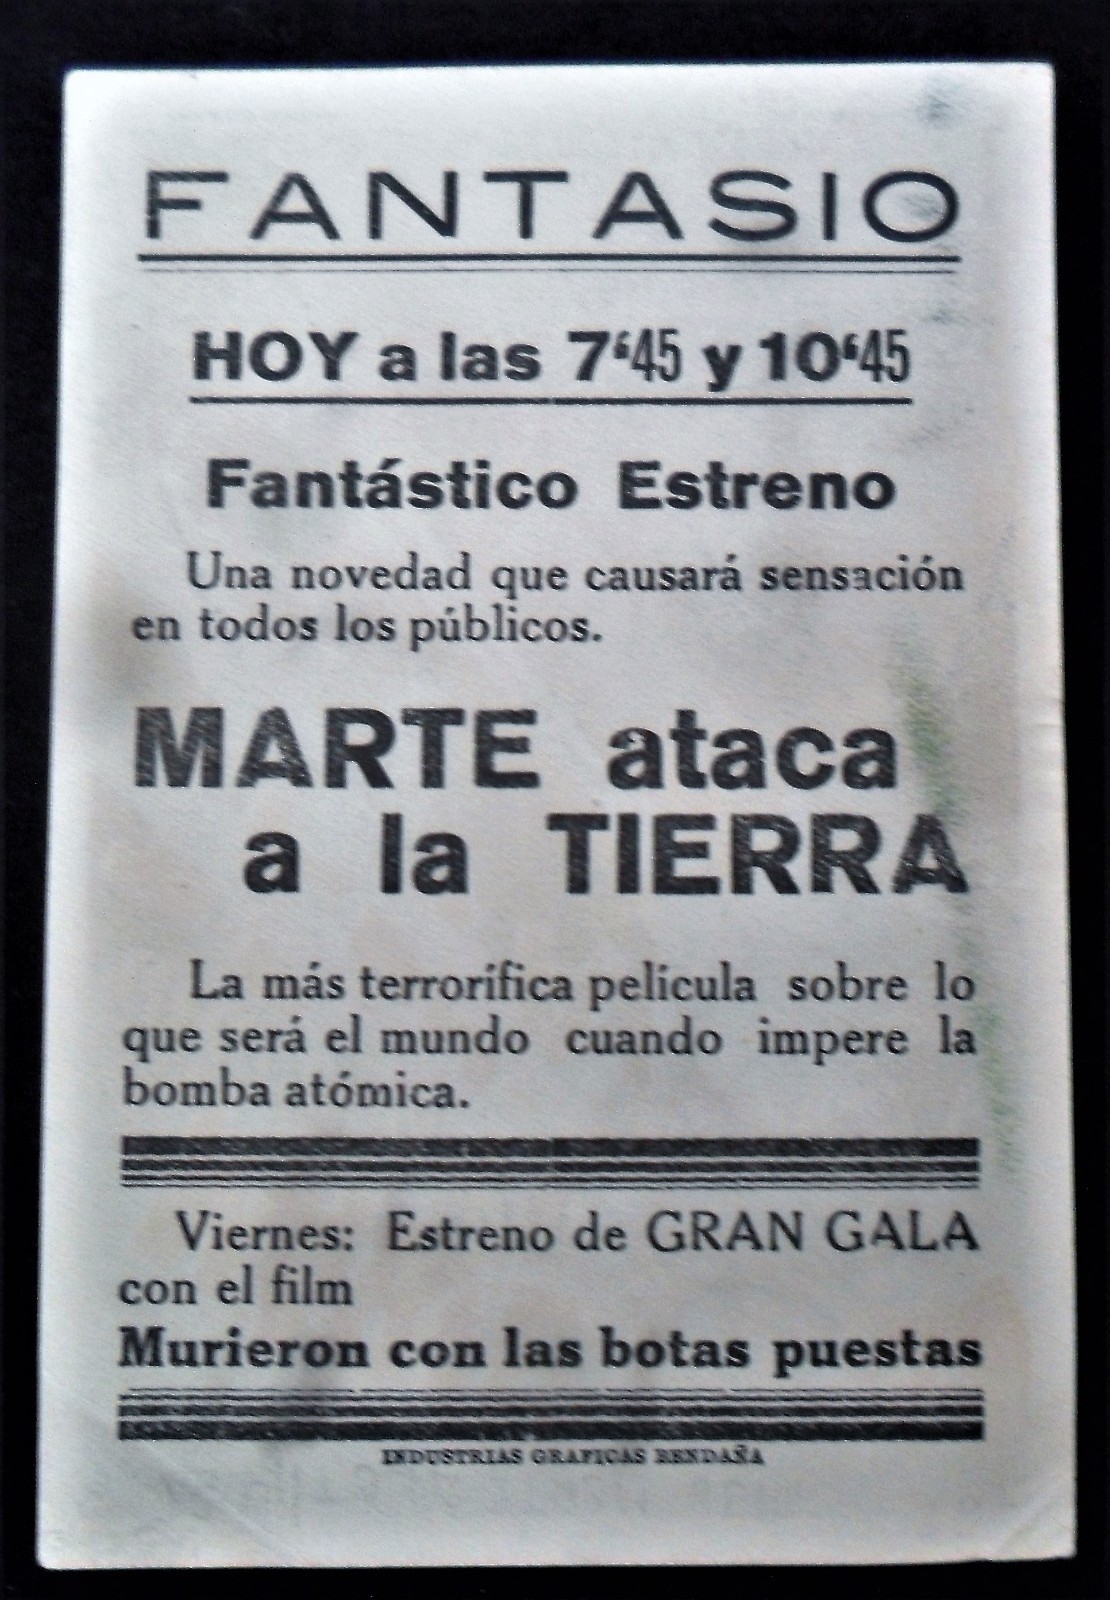 FANTASIO
HOY a las 7‘45 y 10‘45
Fantástico Estreno
Una novedad que causará sensación
en todos los públicos.
MARTE ataca
a la TIERRA
La más terrorífica película sobre lo
que será el mundo cuando impere la
bomba atómica.
Viernes: Estreno de GRAN GALA
con el film
Murieron con las botas puestas
INDUSTRIAS GRAFICAS BENDAÑA